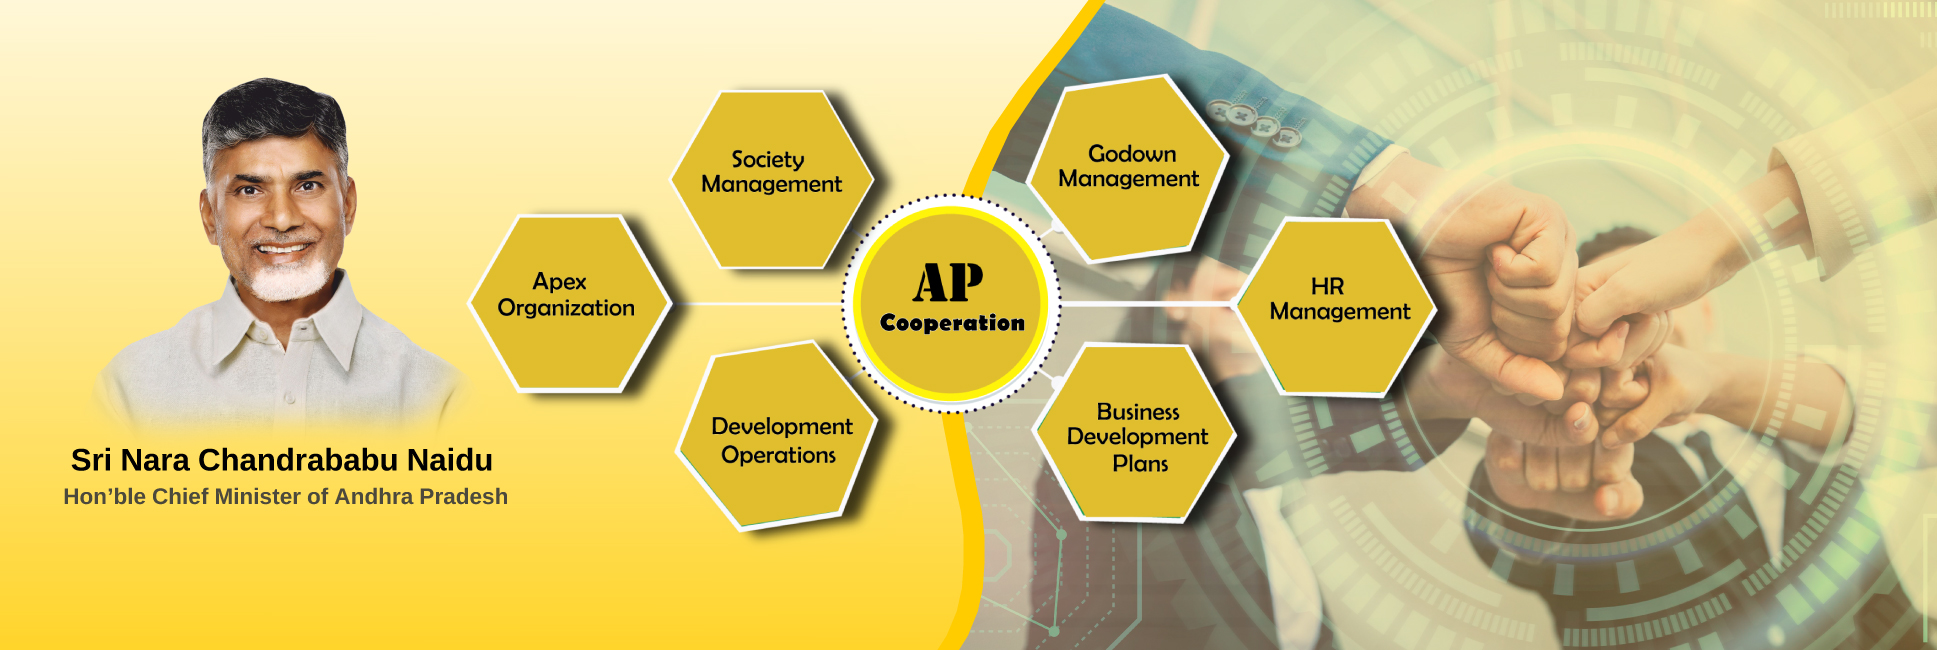 Sri Nara Chandrababu Naidu
Hon’ble Chief Minister of Andhra Pradesh
Apex
Organization
Society
Management
Development
Operations
AP
Cooperation
Godown
Management
HR
Management
Business
Development
Plans